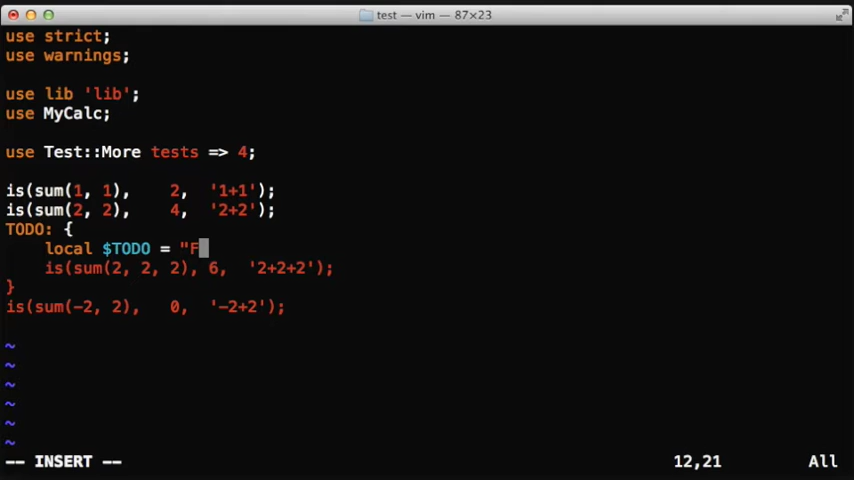 test — vim — 87×23
use strict;
use warnings;
use lib 'lib';
use MyCalc;
use Test::More tests => 4;
is(sum(1, 1),    2,  '1+1');
is(sum(2, 2),    4,  '2+2');
TODO: {
    local $TODO = "F
    is(sum(2, 2, 2), 6,  '2+2+2');
}
is(sum(-2, 2),   0,  '-2+2');
~
~
~
~
~
~
-- INSERT --                    12,21    All